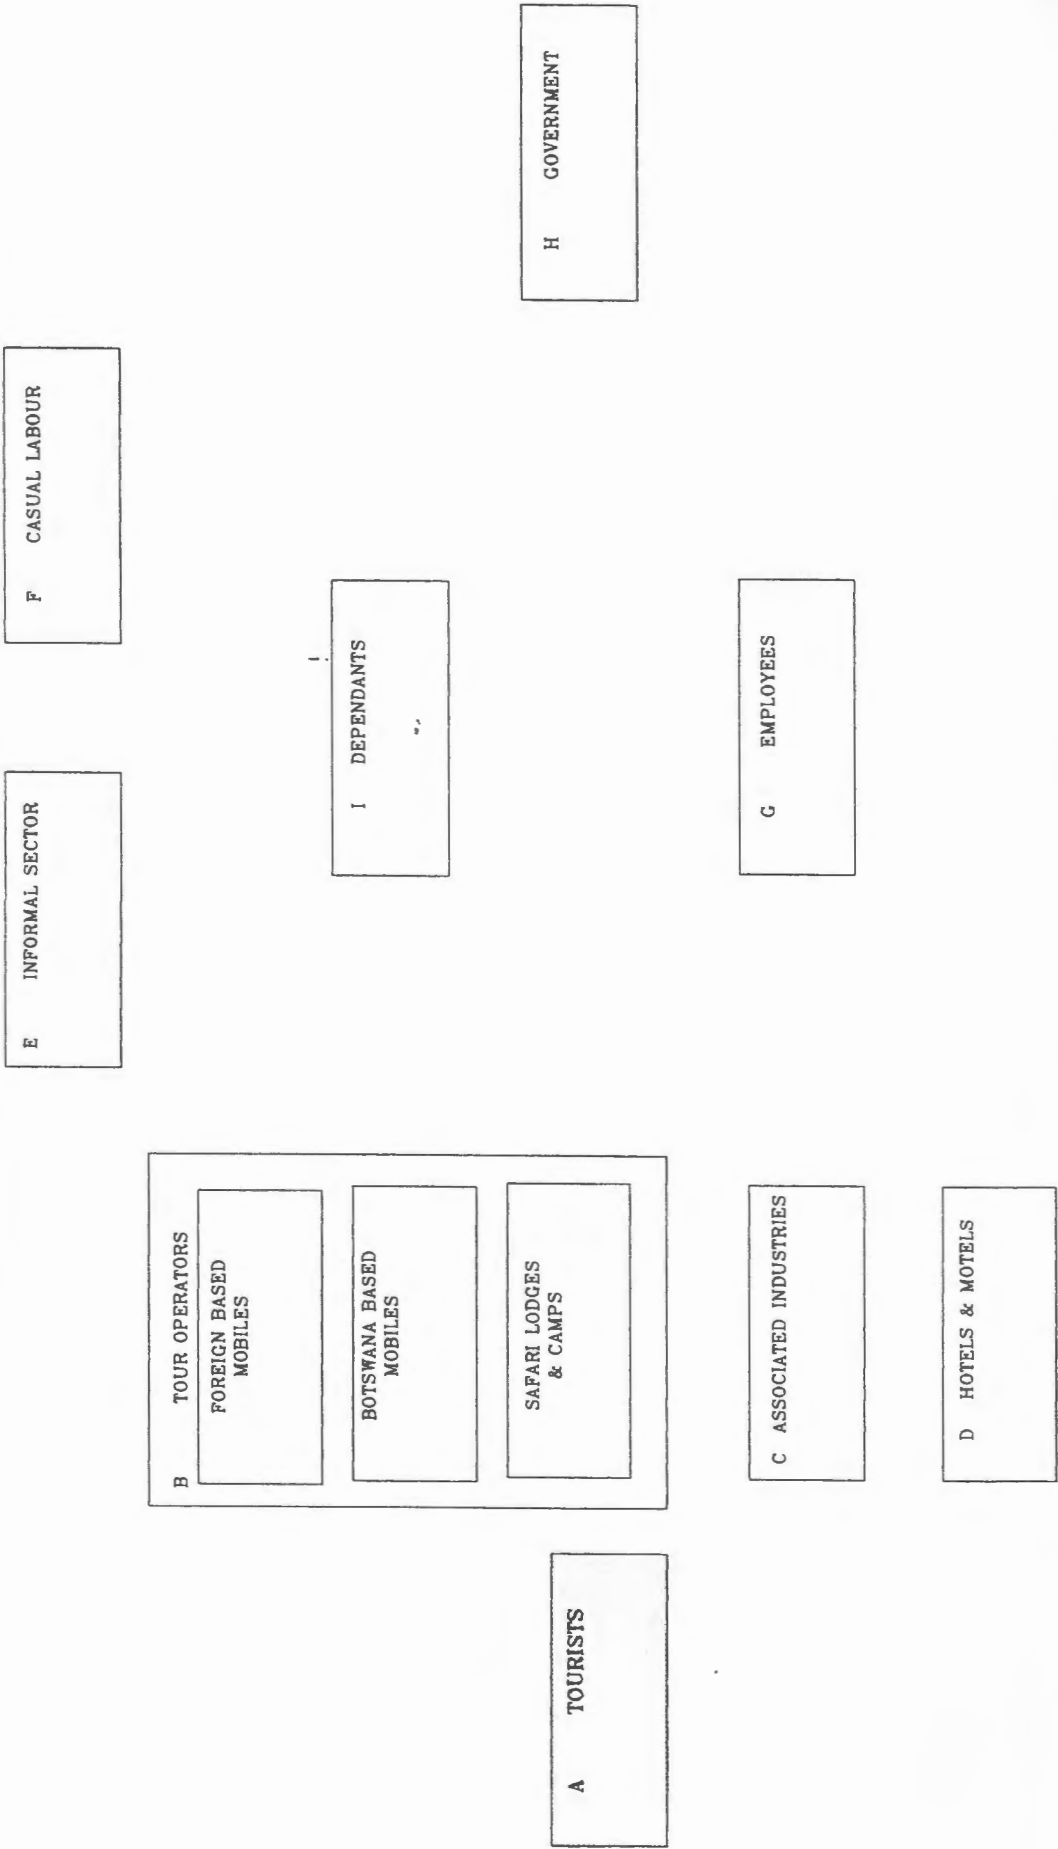 E INFORMAL SECTOR
F CASUAL LABOUR
B TOUR OPERATORS
FOREIGN BASED
MOBILES
BOTSWANA BASED
MOBILES
SAFARI LODGES
& CAMPS
I DEPENDANTS
H GOVERNMENT
A TOURISTS
C ASSOCIATED INDUSTRIES
G EMPLOYEES
D HOTELS & MOTELS